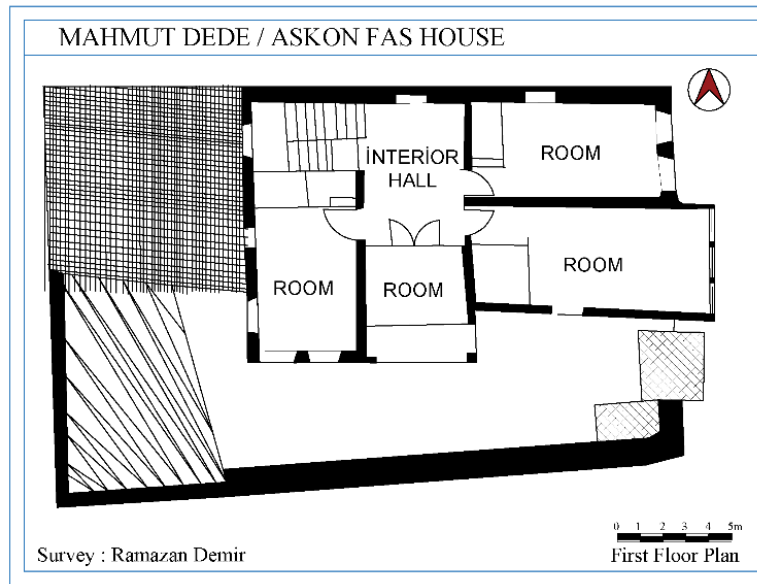 MAHMUT DEDE / ASKON FAS HOUSE
İNTERİOR
HALL
ROOM
ROOM
ROOM
ROOM
0 1 2 3 4 5m
Survey : Ramazan Demir
First Floor Plan